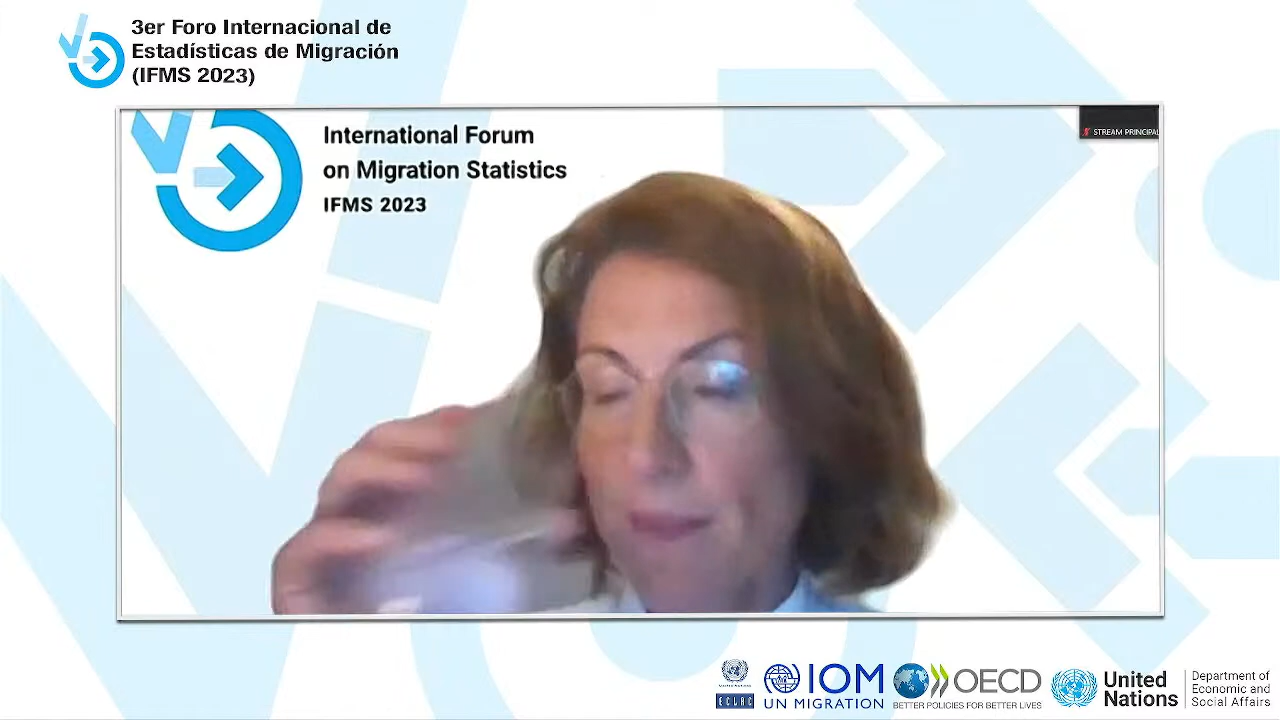 3er Foro Internacional de
Estadísticas de Migración
(IFMS 2023)
International Forum
on Migration Statistics
IFMS 2023
STREAM PRINCIPAL
ECLAC
IOM
UN MIGRATION
OECD
BETTER POLICIES FOR BETTER LIVES
United
Nations
Department of
Economic and
Social Affairs